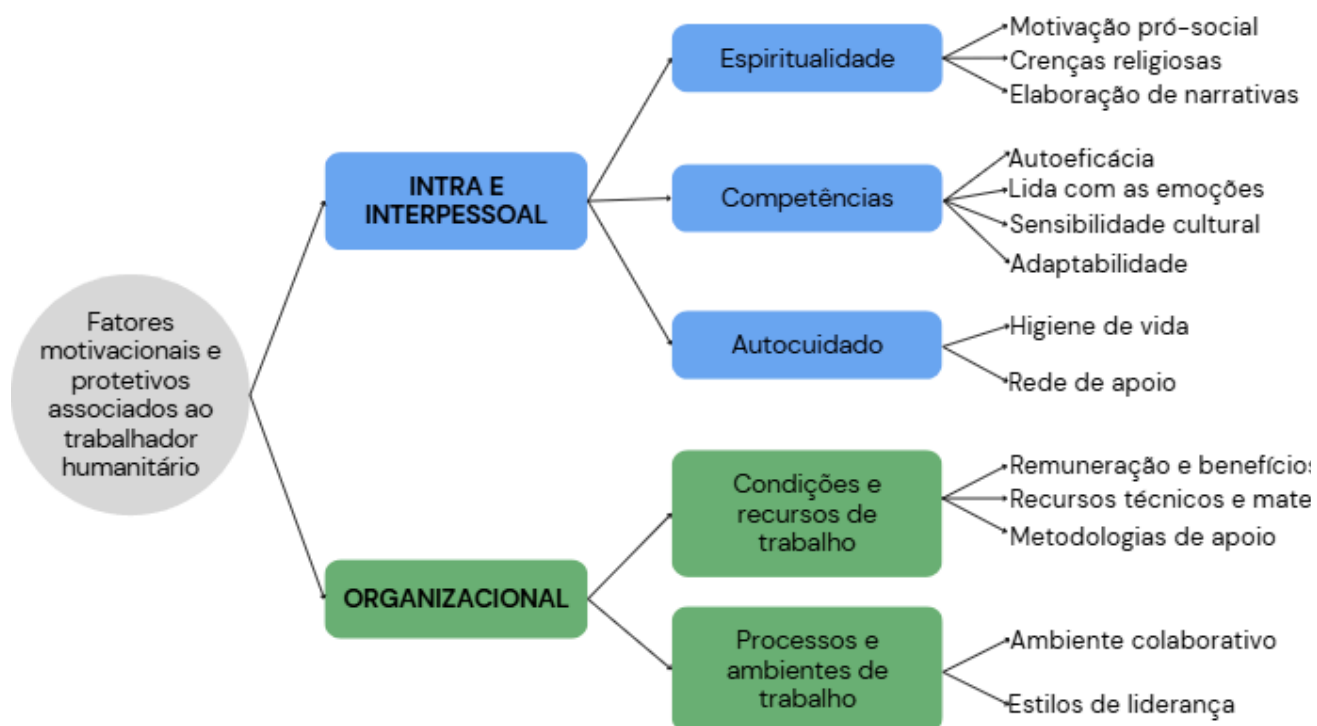 Fatores
motivacionais e
protetivos
associados ao
trabalhador
humanitário
INTRA E
INTERPESSOAL
Espiritualidade
Motivação pró-social
Crenças religiosas
Elaboração de narrativas
Competências
Autoeficácia
Lida com as emoções
Sensibilidade cultural
Adaptabilidade
Autocuidado
Higiene de vida
Rede de apoio
ORGANIZACIONAL
Condições e
recursos de
trabalho
Remuneração e benefícios
Recursos técnicos e mate
Metodologias de apoio
Processos e
ambientes de
trabalho
Ambiente colaborativo
Estilos de liderança